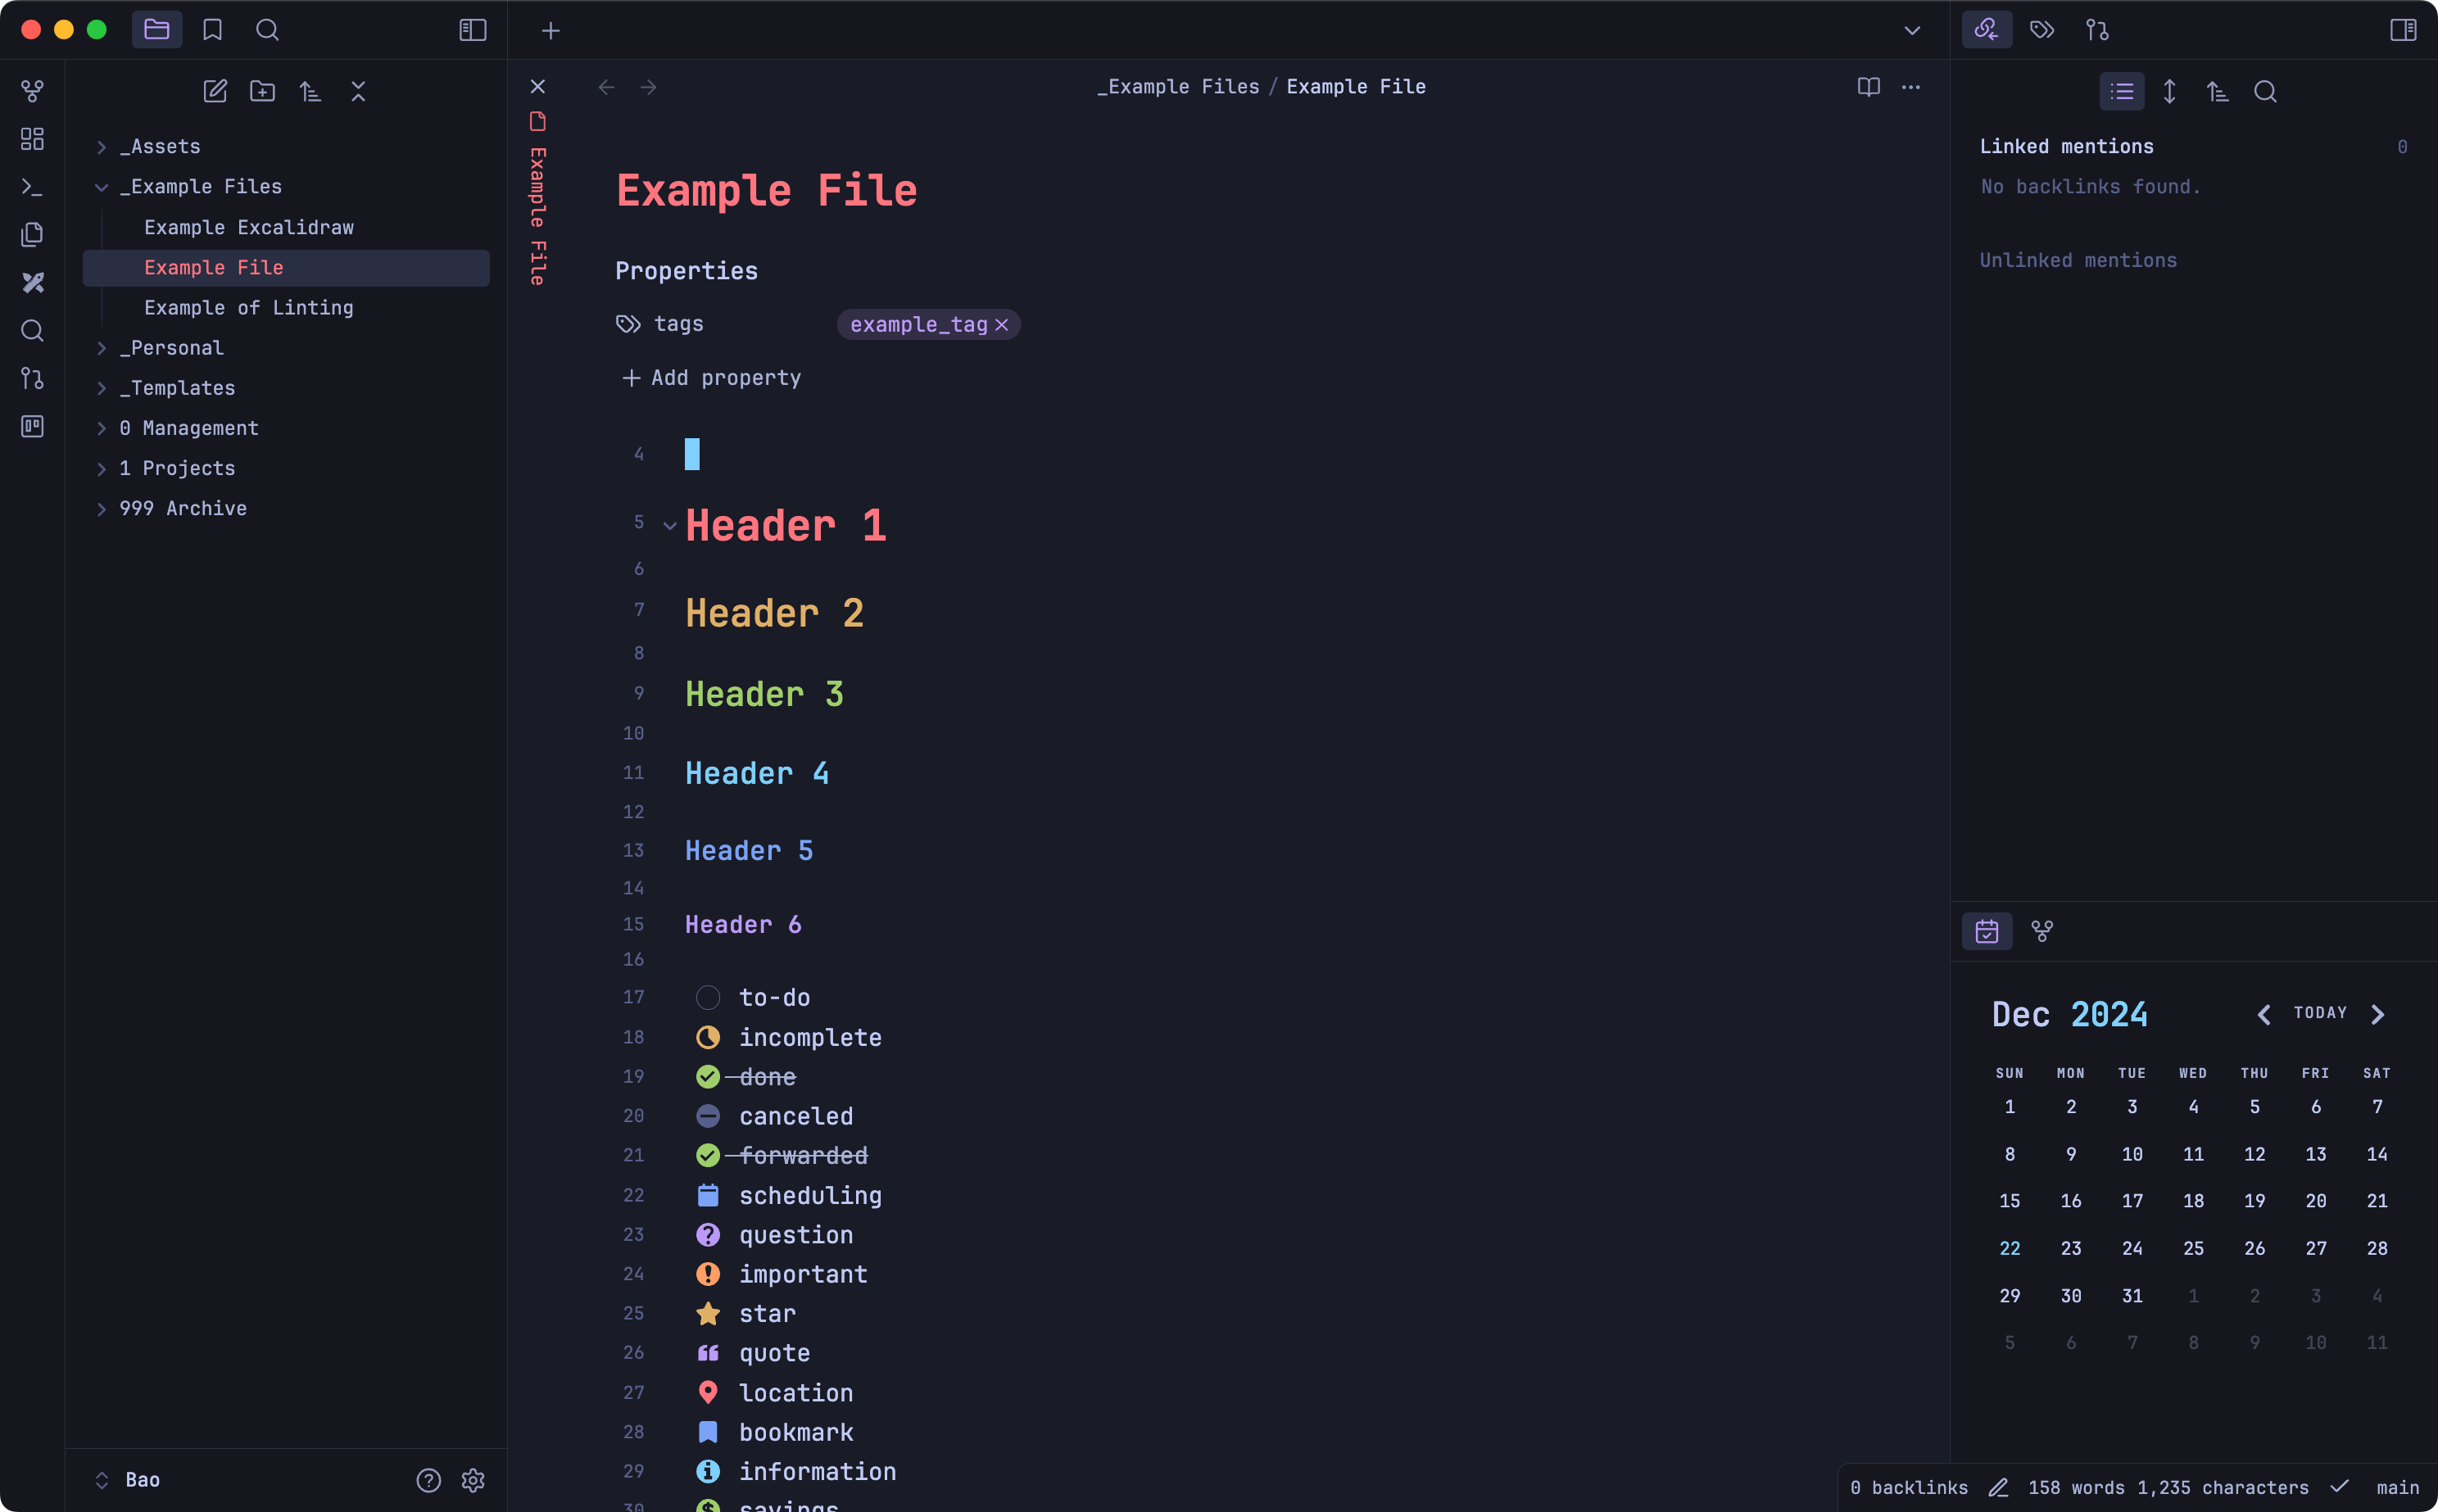 _Assets
_Example Files
Example Excalidraw
Example File
Example of Linting
_Personal
_Templates
0 Management
1 Projects
999 Archive
Bao
Example File
_Example Files / Example File
Example File
Properties
tags example_tag
Add property
4
5 Header 1
6
7 Header 2
8
9 Header 3
10
11 Header 4
12
13 Header 5
14
15 Header 6
16
17 to-do
18 incomplete
19 done
20 canceled
21 forwarded
22 scheduling
23 question
24 important
25 star
26 quote
27 location
28 bookmark
29 information
30 savings
Linked mentions 0
No backlinks found.
Unlinked mentions
Dec 2024 TODAY
SUN MON TUE WED THU FRI SAT
1 2 3 4 5 6 7
8 9 10 11 12 13 14
15 16 17 18 19 20 21
22 23 24 25 26 27 28
29 30 31 1 2 3 4
5 6 7 8 9 10 11
0 backlinks 158 words 1,235 characters main